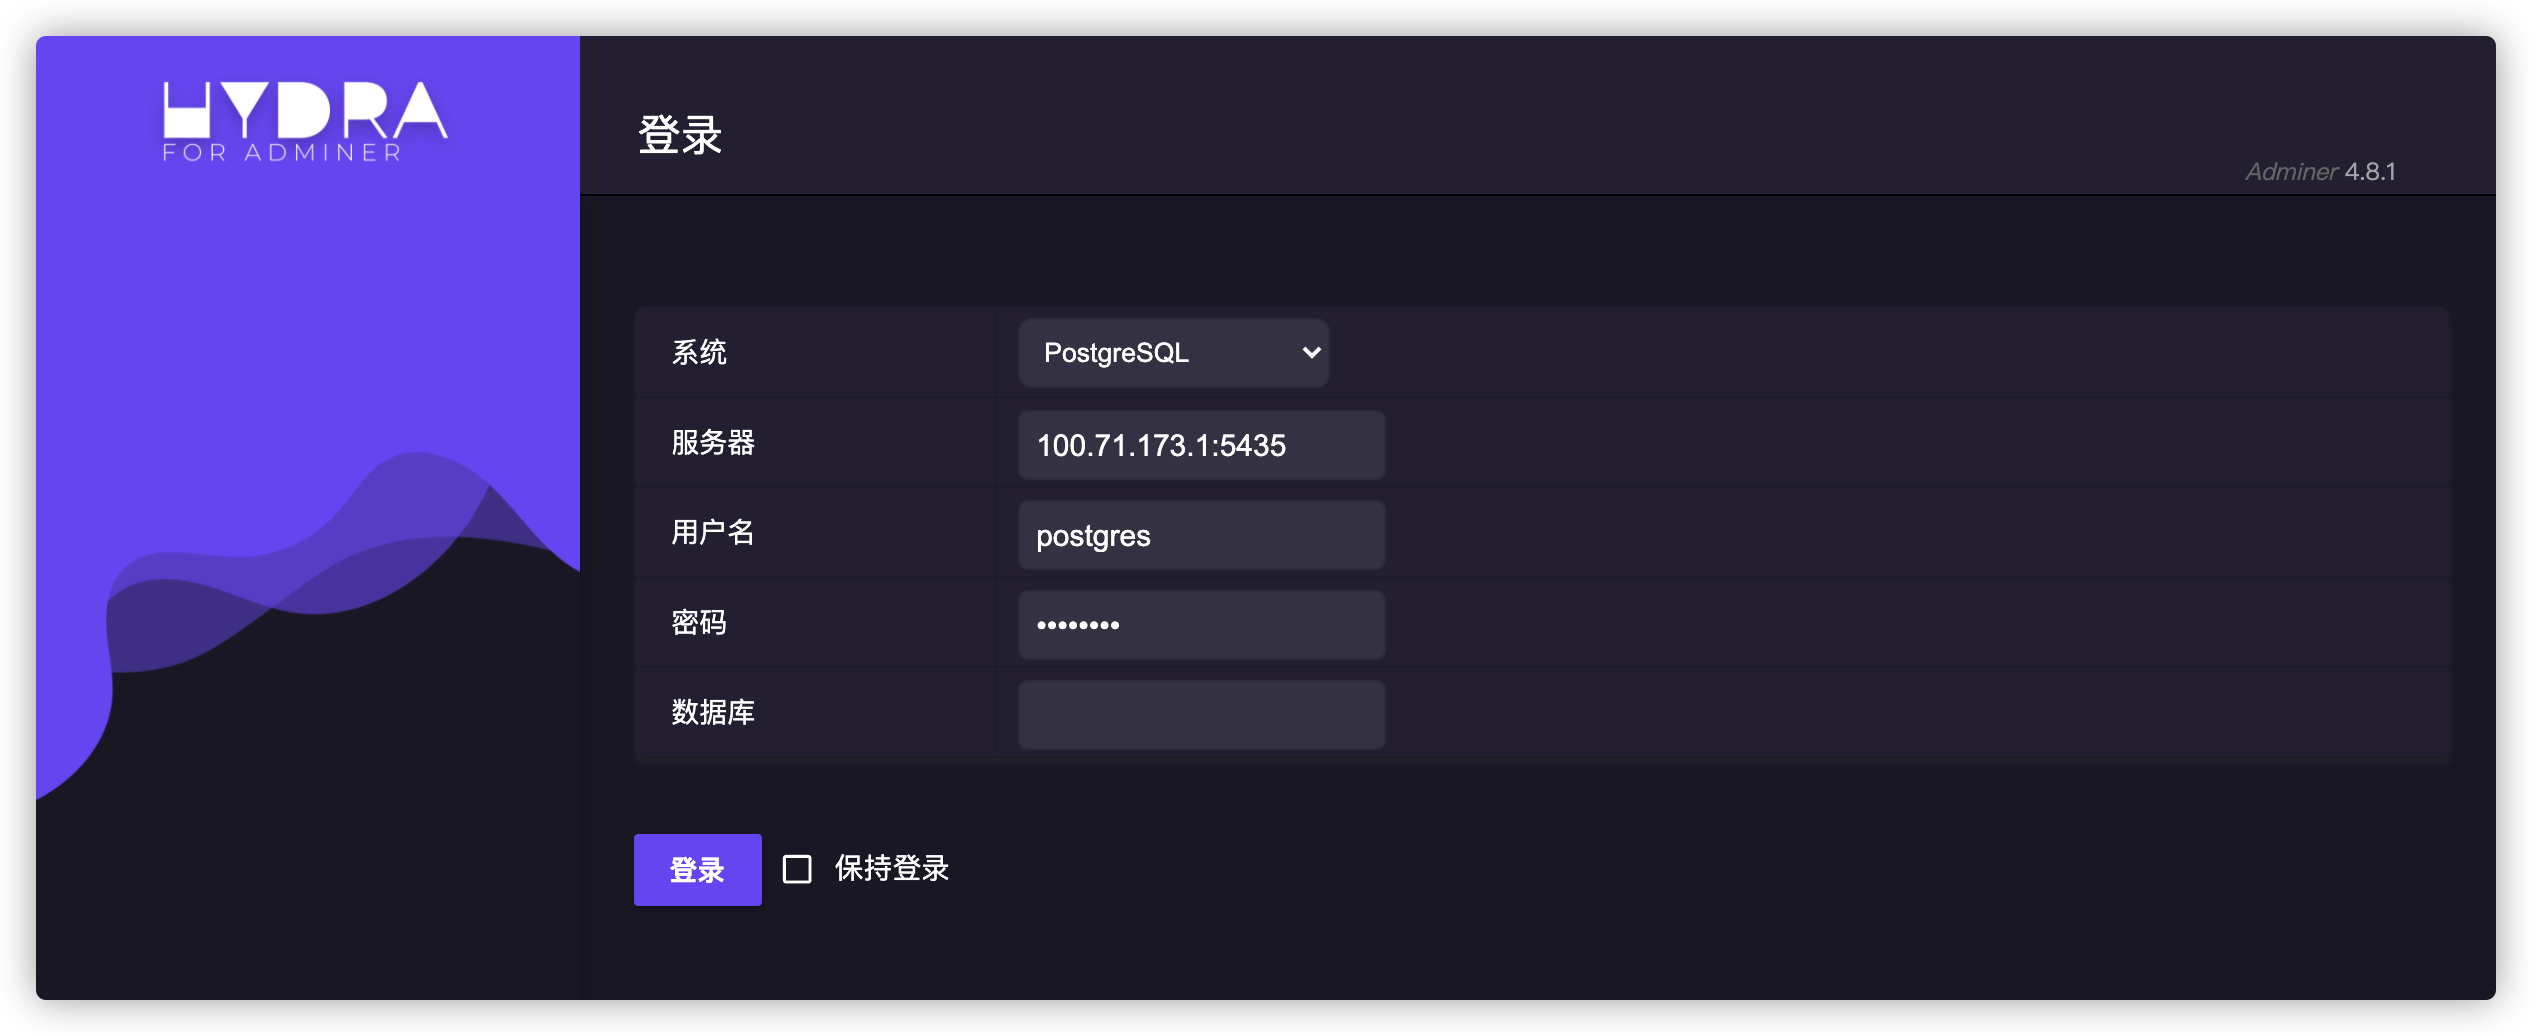 HYDRA
FOR ADMINER
登录
Adminer 4.8.1
系统 PostgreSQL
服务器 100.71.173.1:5435
用户名 postgres
密码 ••••••••
数据库
登录 保持登录